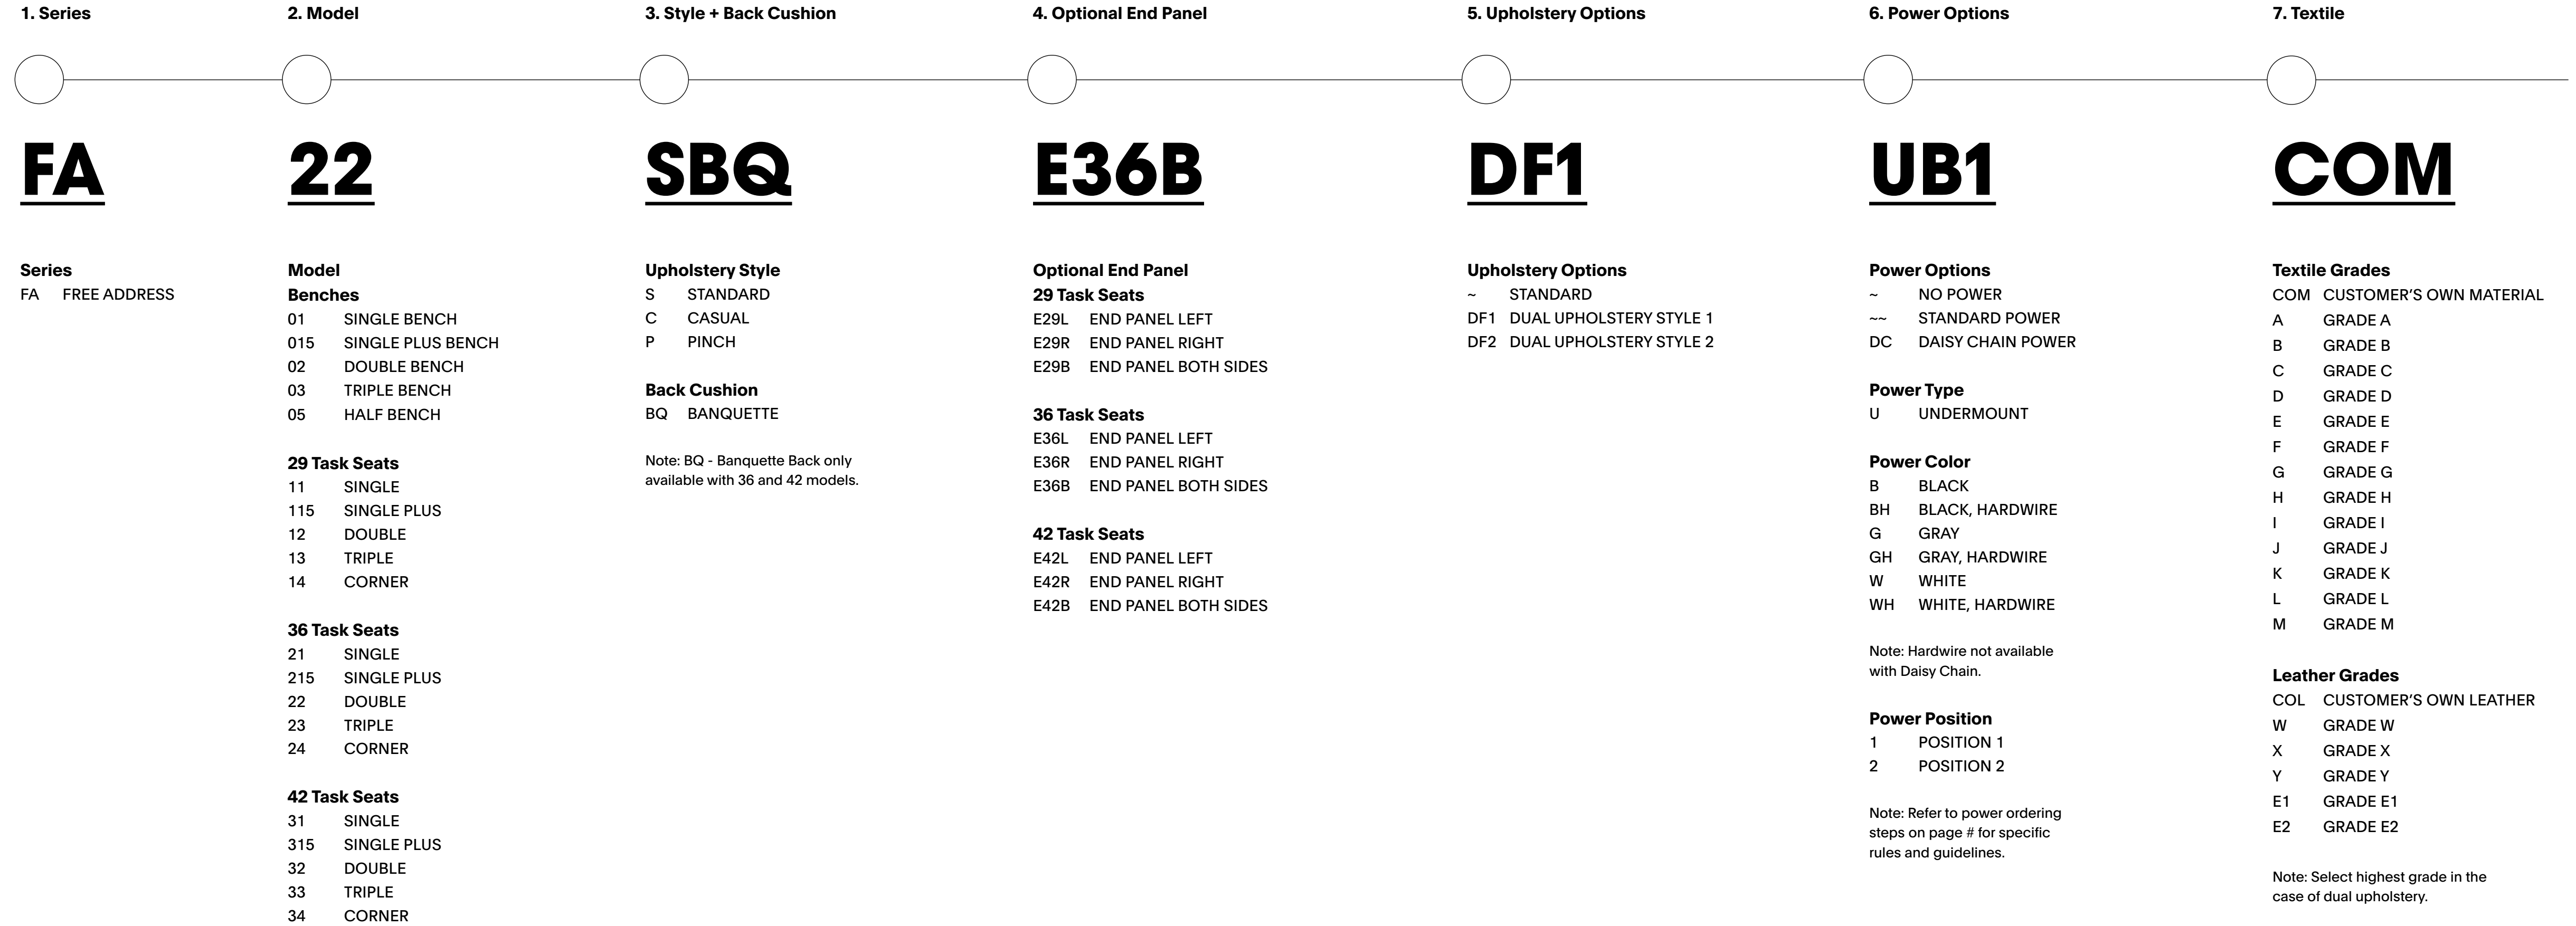 1. Series
2. Model
3. Style + Back Cushion
4. Optional End Panel
5. Upholstery Options
6. Power Options
7. Textile
FA
22
SBQ
E36B
DF1
UB1
COM
Series
FA FREE ADDRESS
Model
Benches
01 SINGLE BENCH
015 SINGLE PLUS BENCH
02 DOUBLE BENCH
03 TRIPLE BENCH
05 HALF BENCH
29 Task Seats
11 SINGLE
115 SINGLE PLUS
12 DOUBLE
13 TRIPLE
14 CORNER
36 Task Seats
21 SINGLE
215 SINGLE PLUS
22 DOUBLE
23 TRIPLE
24 CORNER
42 Task Seats
31 SINGLE
315 SINGLE PLUS
32 DOUBLE
33 TRIPLE
34 CORNER
Upholstery Style
S STANDARD
C CASUAL
P PINCH
Back Cushion
BQ BANQUETTE
Note: BQ - Banquette Back only
available with 36 and 42 models.
Optional End Panel
29 Task Seats
E29L END PANEL LEFT
E29R END PANEL RIGHT
E29B END PANEL BOTH SIDES
36 Task Seats
E36L END PANEL LEFT
E36R END PANEL RIGHT
E36B END PANEL BOTH SIDES
42 Task Seats
E42L END PANEL LEFT
E42R END PANEL RIGHT
E42B END PANEL BOTH SIDES
Upholstery Options
~ STANDARD
DF1 DUAL UPHOLSTERY STYLE 1
DF2 DUAL UPHOLSTERY STYLE 2
Power Options
~ NO POWER
~~ STANDARD POWER
DC DAISY CHAIN POWER
Power Type
U UNDERMOUNT
Power Color
B BLACK
BH BLACK, HARDWIRE
G GRAY
GH GRAY, HARDWIRE
W WHITE
WH WHITE, HARDWIRE
Note: Hardwire not available
with Daisy Chain.
Power Position
1 POSITION 1
2 POSITION 2
Note: Refer to power ordering
steps on page # for specific
rules and guidelines.
Textile Grades
COM CUSTOMER’S OWN MATERIAL
A GRADE A
B GRADE B
C GRADE C
D GRADE D
E GRADE E
F GRADE F
G GRADE G
H GRADE H
I GRADE I
J GRADE J
K GRADE K
L GRADE L
M GRADE M
Leather Grades
COL CUSTOMER’S OWN LEATHER
W GRADE W
X GRADE X
Y GRADE Y
E1 GRADE E1
E2 GRADE E2
Note: Select highest grade in the
case of dual upholstery.